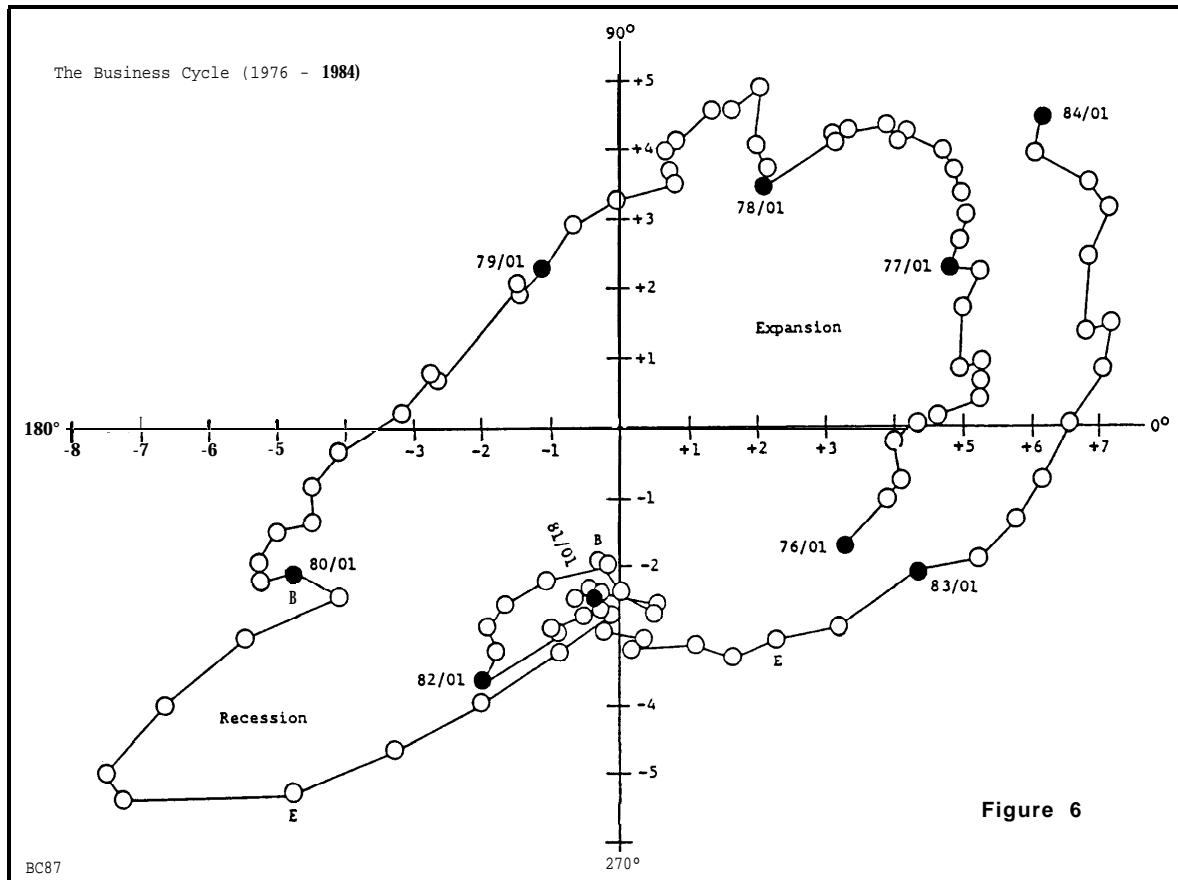 90°
The Business Cycle (1976 - 1984)
+5
84/01
+4
78/01
+3
79/01
77/01
+2
Expansion
+1
180°
0°
-8 -7 -6 -5 -4 -3 -2 -1 +1 +2 +3 +5 +6 +7
-1
81/01
B
76/01
80/01
-2
B
83/01
E
82/01
-4
Recession
-5
E
Figure 6
BC87
270°